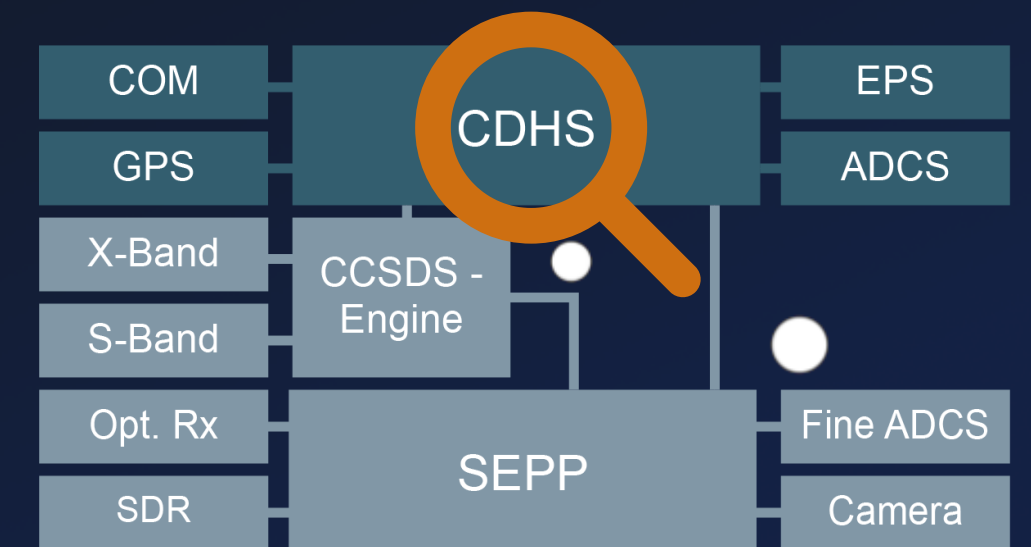 COM
CDHS
EPS
GPS
ADCS
X-Band
CCSDS -
Engine
S-Band
Opt. Rx
SEPP
Fine ADCS
SDR
Camera